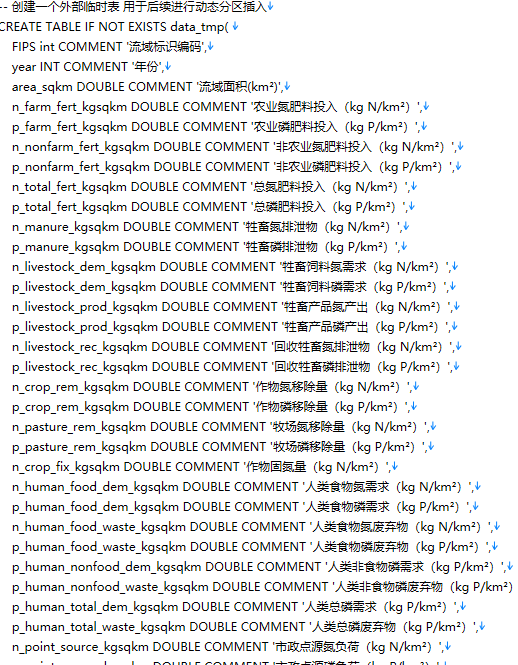 -- 创建一个外部临时表 用于后续进行动态分区插入↓
CREATE TABLE IF NOT EXISTS data_tmp(↓
FIPS int COMMENT '流域标识编码',↓
year INT COMMENT '年份',↓
area_sqkm DOUBLE COMMENT '流域面积(km²)',↓
n_farm_fert_kgsqkm DOUBLE COMMENT '农业氮肥料投入（kg N/km²）',↓
p_farm_fert_kgsqkm DOUBLE COMMENT '农业磷肥料投入（kg P/km²）',↓
n_nonfarm_fert_kgsqkm DOUBLE COMMENT '非农业氮肥料投入（kg N/km²）',↓
p_nonfarm_fert_kgsqkm DOUBLE COMMENT '非农业磷肥料投入（kg P/km²）',↓
n_total_fert_kgsqkm DOUBLE COMMENT '总氮肥料投入（kg N/km²）',↓
p_total_fert_kgsqkm DOUBLE COMMENT '总磷肥料投入（kg P/km²）',↓
n_manure_kgsqkm DOUBLE COMMENT '牲畜氮排泄物（kg N/km²）',↓
p_manure_kgsqkm DOUBLE COMMENT '牲畜磷排泄物（kg P/km²）',↓
n_livestock_dem_kgsqkm DOUBLE COMMENT '牲畜饲料氮需求（kg N/km²）',↓
p_livestock_dem_kgsqkm DOUBLE COMMENT '牲畜饲料磷需求（kg P/km²）',↓
n_livestock_prod_kgsqkm DOUBLE COMMENT '牲畜产品氮产出（kg N/km²）',↓
p_livestock_prod_kgsqkm DOUBLE COMMENT '牲畜产品磷产出（kg P/km²）',↓
n_livestock_rec_kgsqkm DOUBLE COMMENT '回收牲畜氮排泄物（kg N/km²）',↓
p_livestock_rec_kgsqkm DOUBLE COMMENT '回收牲畜磷排泄物（kg P/km²）',↓
n_crop_rem_kgsqkm DOUBLE COMMENT '作物氮移除量（kg N/km²）',↓
p_crop_rem_kgsqkm DOUBLE COMMENT '作物磷移除量（kg P/km²）',↓
n_pasture_rem_kgsqkm DOUBLE COMMENT '牧场氮移除量（kg N/km²）',↓
p_pasture_rem_kgsqkm DOUBLE COMMENT '牧场磷移除量（kg P/km²）',↓
n_crop_fix_kgsqkm DOUBLE COMMENT '作物固氮量（kg N/km²）',↓
n_human_food_dem_kgsqkm DOUBLE COMMENT '人类食物氮需求（kg N/km²）',↓
p_human_food_dem_kgsqkm DOUBLE COMMENT '人类食物磷需求（kg P/km²）',↓
n_human_food_waste_kgsqkm DOUBLE COMMENT '人类食物氮废弃物（kg N/km²）',↓
p_human_food_waste_kgsqkm DOUBLE COMMENT '人类食物磷废弃物（kg P/km²）',↓
p_human_nonfood_dem_kgsqkm DOUBLE COMMENT '人类非食物磷需求（kg P/km²）',↓
p_human_nonfood_waste_kgsqkm DOUBLE COMMENT '人类非食物磷废弃物（kg P/km²）
p_human_total_dem_kgsqkm DOUBLE COMMENT '人类总磷需求（kg P/km²）',↓
p_human_total_waste_kgsqkm DOUBLE COMMENT '人类总磷废弃物（kg P/km²）',↓
n_point_source_kgsqkm DOUBLE COMMENT '市政点源氮负荷（kg N/km²）',↓